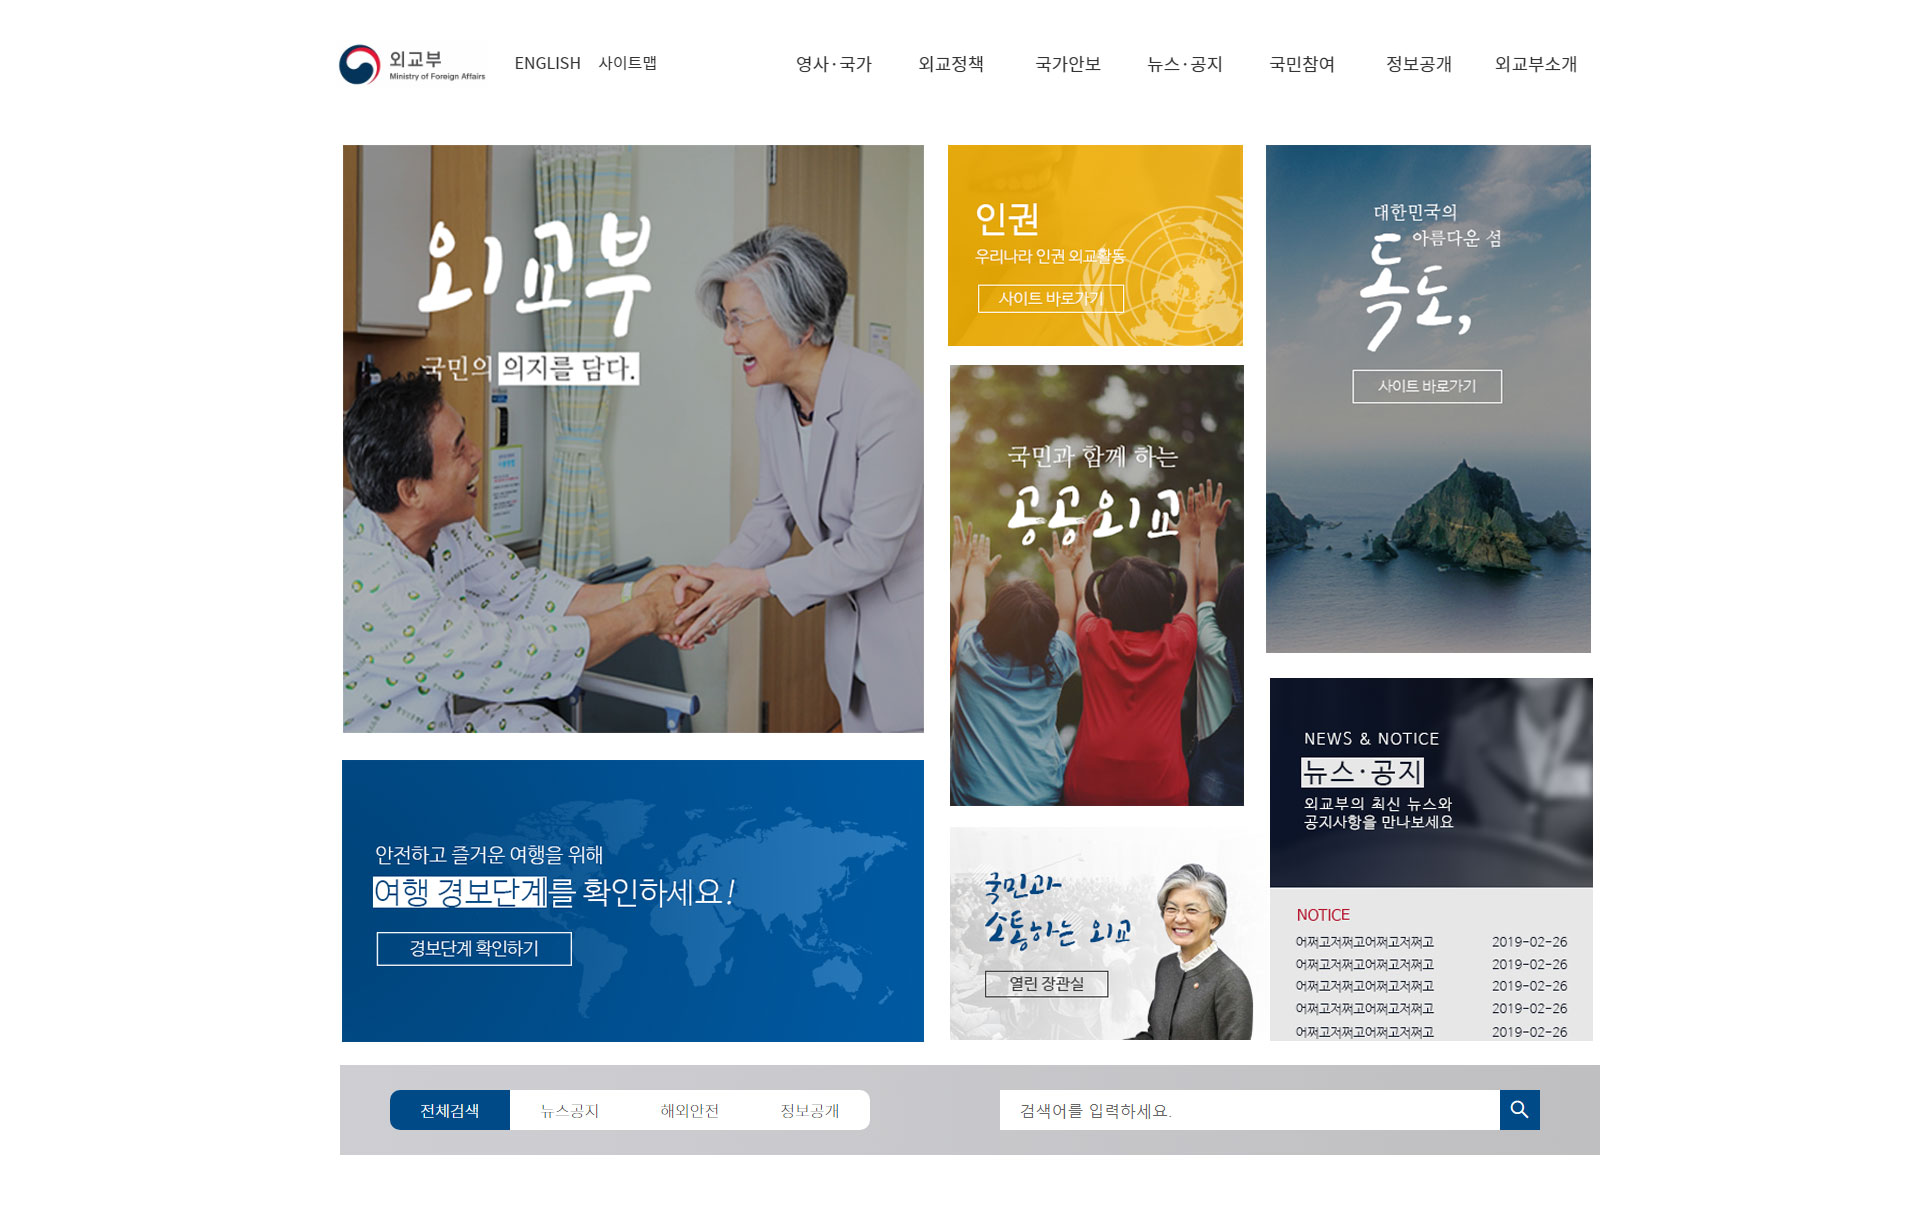 외교부
Ministry of Foreign Affairs
ENGLISH 사이트맵
영사·국가 외교정책 국가안보 뉴스·공지 국민참여 정보공개 외교부소개
외교부
국민의 의지를 담다.
인권
우리나라 인권 외교활동
사이트 바로가기
대한민국의
아름다운 섬
독도,
사이트 바로가기
국민과 함께 하는
공공외교
안전하고 즐거운 여행을 위해
여행 경보단계를 확인하세요!
경보단계 확인하기
국민과
소통하는 외교
열린 장관실
NEWS & NOTICE
뉴스·공지
외교부의 최신 뉴스와
공지사항을 만나보세요
NOTICE
어쩌고저쩌고어쩌고저쩌고 2019-02-26
어쩌고저쩌고어쩌고저쩌고 2019-02-26
어쩌고저쩌고어쩌고저쩌고 2019-02-26
어쩌고저쩌고어쩌고저쩌고 2019-02-26
어쩌고저쩌고어쩌고저쩌고 2019-02-26
전체검색 뉴스공지 해외안전 정보공개
검색어를 입력하세요.